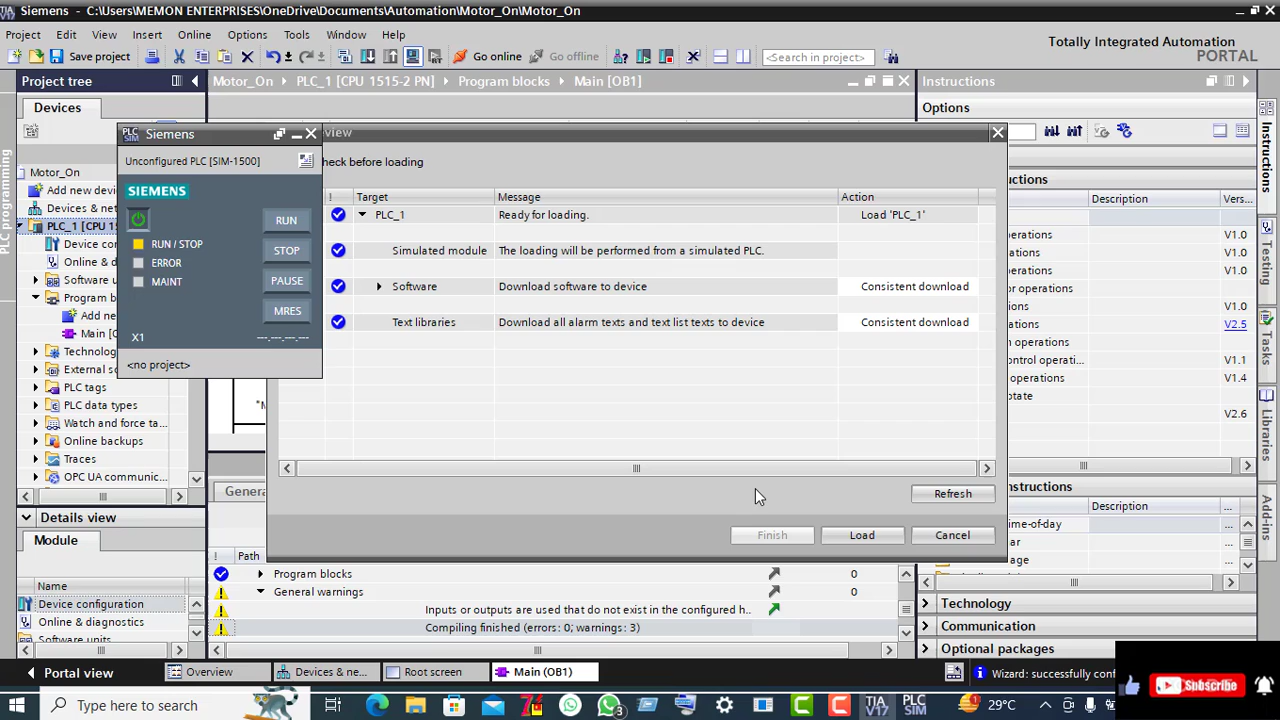 Siemens - C:\Users\MEMON ENTERPRISES\OneDrive\Documents\Automation\Motor_On\Motor_On
Project Edit View Insert Online Options Tools Window Help
Totally Integrated Automation
PORTAL
Save project Go online Go offline <Search in project>
Project tree
Motor_On PLC_1 [CPU 1515-2 PN] Program blocks Main [OB1]
Instructions
Devices
Options
PLC programming
Siemens
Unconfigured PLC [SIM-1500]
SIEMENS
RUN
RUN / STOP
STOP
ERROR
MAINT
PAUSE
MRES
X1
---.---.---.---
<no project>
heck before loading
! Target Message Action
PLC_1 Ready for loading. Load 'PLC_1'
Simulated module The loading will be performed from a simulated PLC.
Software Download software to device Consistent download
Text libraries Download all alarm texts and text list texts to device Consistent download
Refresh
Finish Load Cancel
Motor_On
Add new devi
Devices & net
PLC_1 [CPU 15
Device co
Online & d
Software u
Program b
Add ne
Main [O
Technolog
External s
PLC tags
PLC data types
Watch and force ta...
Online backups
Traces
OPC UA communic...
Details view
Module
Name
Device configuration
Online & diagnostics
Software units
General
! Path
Program blocks 0
General warnings 0
Inputs or outputs are used that do not exist in the configured h..
Compiling finished (errors: 0; warnings: 3)
Description Vers
V1.0
V1.0
V1.0
V1.0
V2.5
V1.1
V1.4
V2.6
Description
Technology
Communication
Optional packages
Instructions
Testing
Tasks
Libraries
Add-ins
Portal view Overview Devices & ne... Root screen Main (OB1)
Wizard: successfully conf
Subscribe
Type here to search
29°C